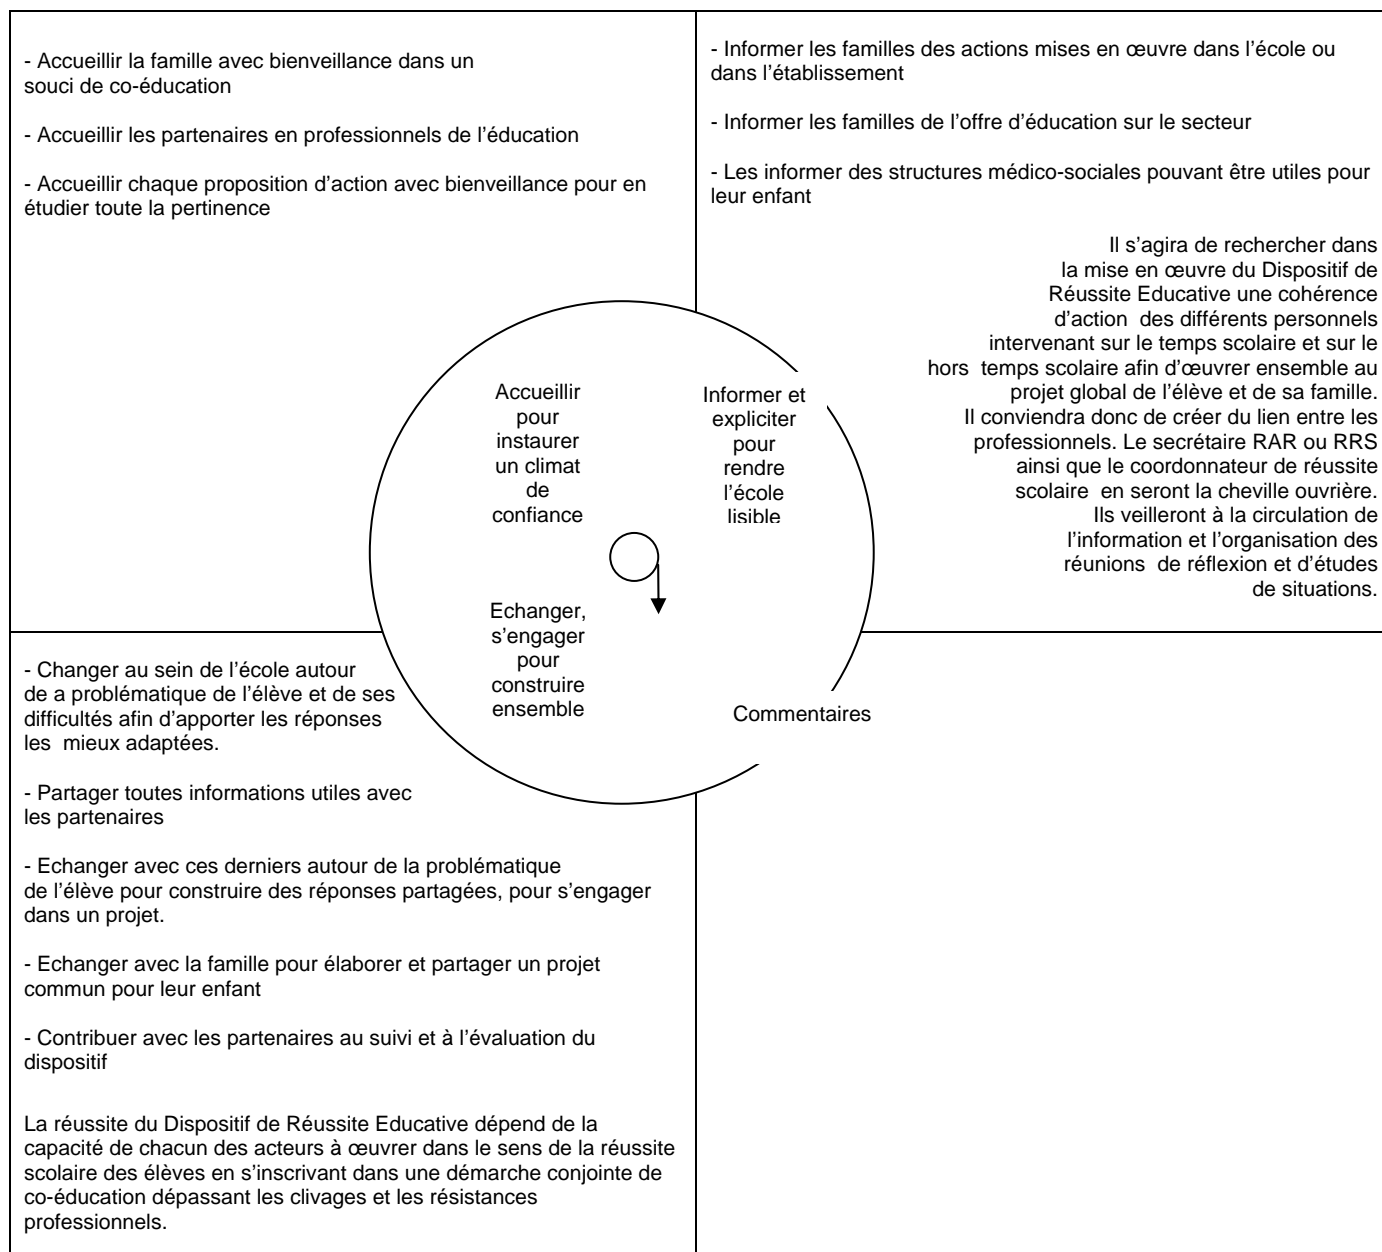 - Accueillir la famille avec bienveillance dans un
souci de co-éducation
- Accueillir les partenaires en professionnels de l’éducation
- Accueillir chaque proposition d’action avec bienveillance pour en
étudier toute la pertinence
- Informer les familles des actions mises en œuvre dans l’école ou
dans l’établissement
- Informer les familles de l’offre d’éducation sur le secteur
- Les informer des structures médico-sociales pouvant être utiles pour
leur enfant
Il s’agira de rechercher dans
la mise en œuvre du Dispositif de
Réussite Educative une cohérence
d’action des différents personnels
intervenant sur le temps scolaire et sur le
hors temps scolaire afin d’œuvrer ensemble au
projet global de l’élève et de sa famille.
Il conviendra donc de créer du lien entre les
professionnels. Le secrétaire RAR ou RRS
ainsi que le coordonnateur de réussite
scolaire en seront la cheville ouvrière.
Ils veilleront à la circulation de
l’information et l’organisation des
réunions de réflexion et d’études
de situations.
Accueillir
pour
instaurer
un climat
de
confiance
Informer et
expliciter
pour
rendre
l’école
lisible
Echanger,
s’engager
pour
construire
ensemble
Commentaires
- Changer au sein de l’école autour
de a problématique de l’élève et de ses
difficultés afin d’apporter les réponses
les mieux adaptées.
- Partager toutes informations utiles avec
les partenaires
- Echanger avec ces derniers autour de la problématique
de l’élève pour construire des réponses partagées, pour s’engager
dans un projet.
- Echanger avec la famille pour élaborer et partager un projet
commun pour leur enfant
- Contribuer avec les partenaires au suivi et à l’évaluation du
dispositif
La réussite du Dispositif de Réussite Educative dépend de la
capacité de chacun des acteurs à œuvrer dans le sens de la réussite
scolaire des élèves en s’inscrivant dans une démarche conjointe de
co-éducation dépassant les clivages et les résistances
professionnels.